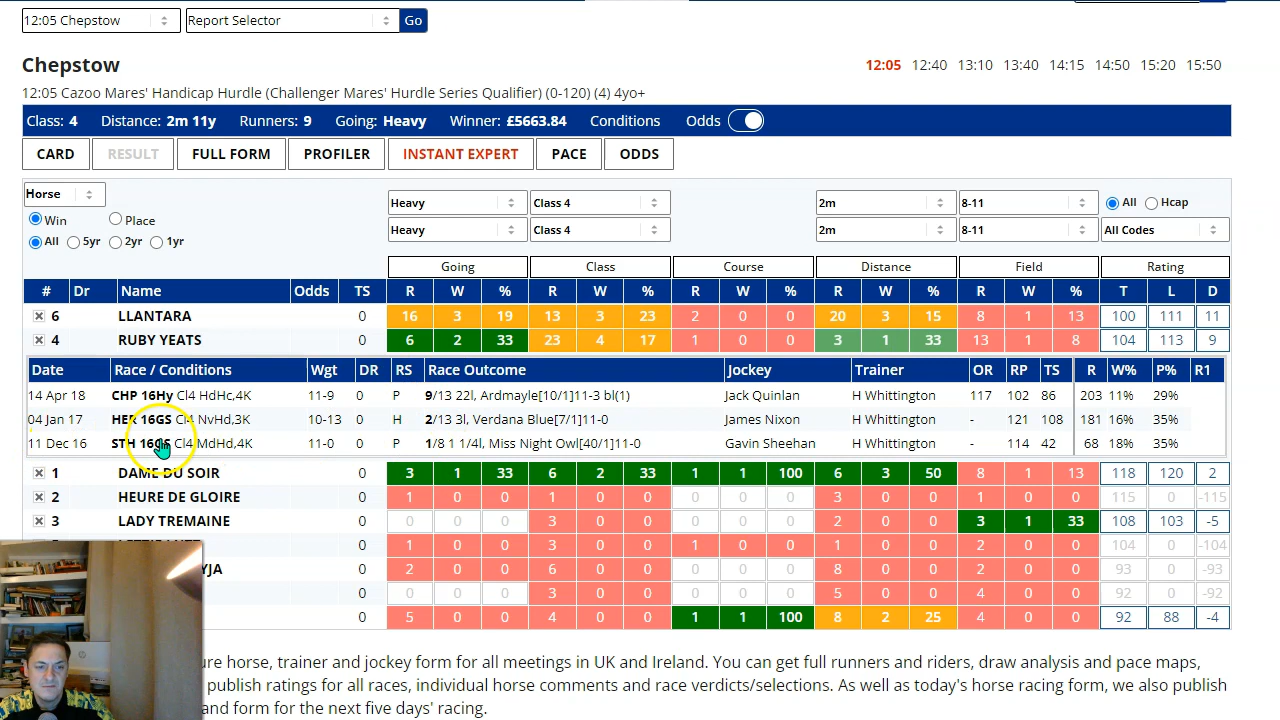 12:05 Chepstow Report Selector Go
Chepstow 12:05 12:40 13:10 13:40 14:15 14:50 15:20 15:50
12:05 Cazoo Mares' Handicap Hurdle (Challenger Mares' Hurdle Series Qualifier) (0-120) (4) 4yo+
Class: 4 Distance: 2m 11y Runners: 9 Going: Heavy Winner: £5663.84 Conditions Odds
CARD RESULT FULL FORM PROFILER INSTANT EXPERT PACE ODDS
Horse Heavy Class 4 2m 8-11 All Hcap
Win Place Heavy Class 4 2m 8-11 All Codes
All 5yr 2yr 1yr
Going Class Course Distance Field Rating
# Dr Name Odds TS R W % R W % R W % R W % R W % T L D
6 LLANTARA 0 16 3 19 13 3 23 2 0 0 20 3 15 8 1 13 100 111 11
4 RUBY YEATS 0 6 2 33 23 4 17 1 0 0 3 1 33 13 1 8 104 113 9
Date Race / Conditions Wgt DR RS Race Outcome Jockey Trainer OR RP TS R W% P% R1
14 Apr 18 CHP 16Hy Cl4 HdHc,4K 11-9 0 P 9/13 22l, Ardmayle[10/1]11-3 bl(1) Jack Quinlan H Whittington 117 102 86 203 11% 29%
04 Jan 17 HER 16GS Cl4 NvHd,3K 10-13 0 H 2/13 3l, Verdana Blue[7/1]11-0 James Nixon H Whittington - 121 108 181 16% 35%
11 Dec 16 STH 16GS Cl4 MdHd,4K 11-0 0 P 1/8 1 1/4l, Miss Night Owl[40/1]11-0 Gavin Sheehan H Whittington - 114 42 68 18% 35%
1 DAME DU SOIR 0 3 1 33 6 2 33 1 1 100 6 3 50 8 1 13 118 120 2
2 HEURE DE GLOIRE 0 1 0 0 1 0 0 0 0 0 3 0 0 1 0 0 115 0 -115
3 LADY TREMAINE 0 0 0 0 3 0 0 0 0 0 2 0 0 3 1 33 108 103 -5
0 1 0 0 3 0 0 1 0 0 1 0 0 2 0 0 104 0 -104
YJA 0 2 0 0 6 0 0 0 0 0 8 0 0 2 0 0 93 0 -93
0 0 0 0 3 0 0 0 0 0 5 0 0 4 0 0 92 0 -92
0 5 0 0 4 0 0 1 1 100 8 2 25 4 0 0 92 88 -4
ure horse, trainer and jockey form for all meetings in UK and Ireland. You can get full runners and riders, draw analysis and pace maps,
publish ratings for all races, individual horse comments and race verdicts/selections. As well as today's horse racing form, we also publish
and form for the next five days' racing.